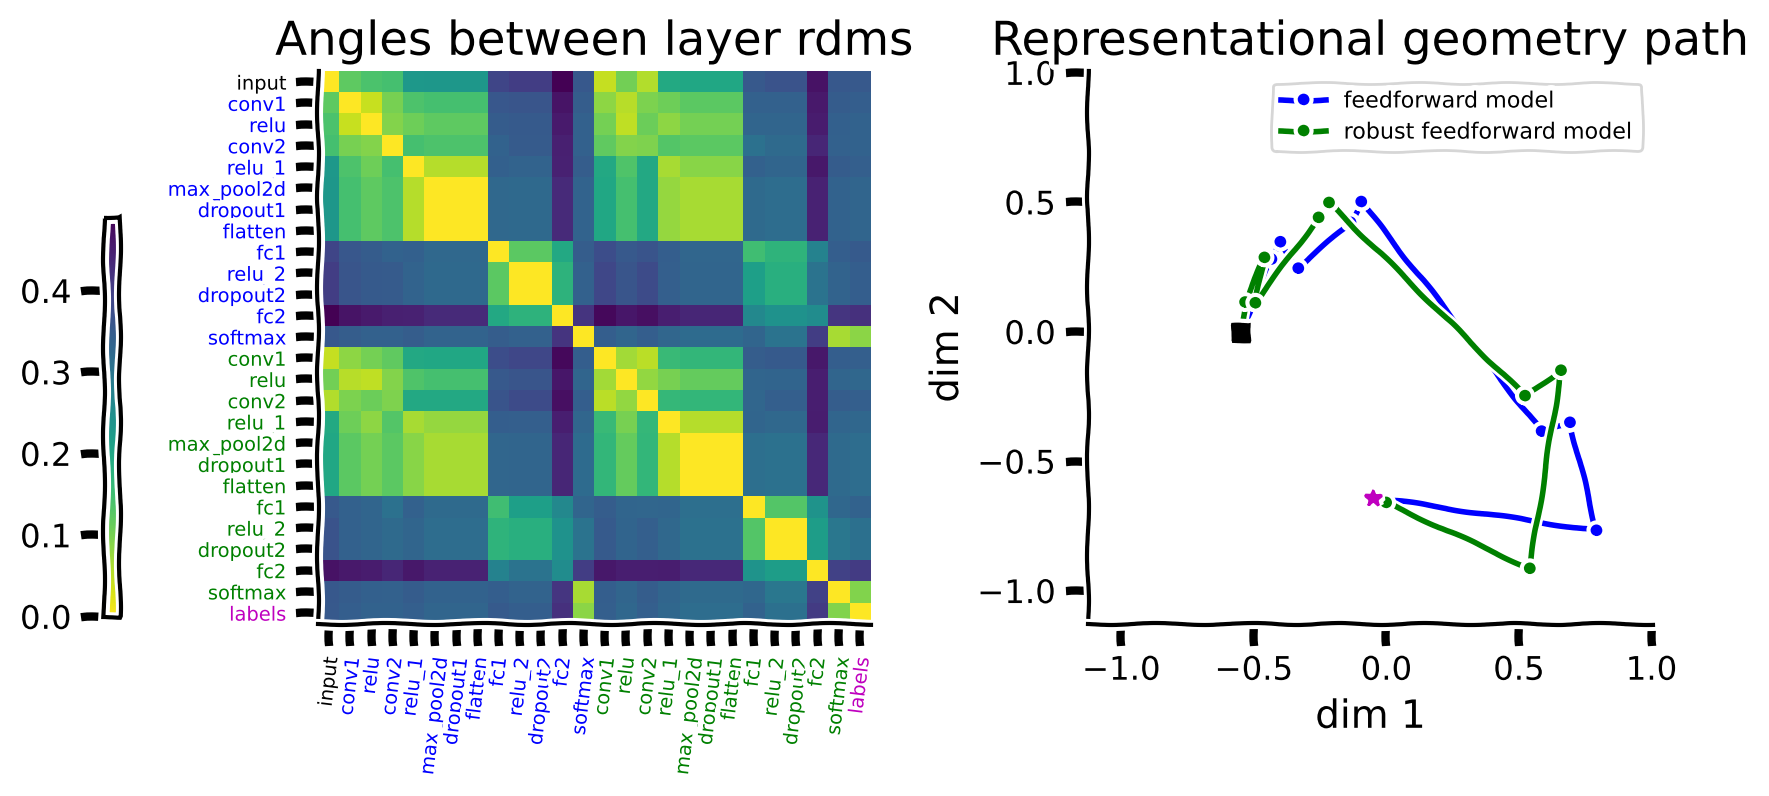 Angles between layer rdms
input
conv1
relu
conv2
relu_1
max_pool2d
dropout1
flatten
fc1
relu_2
dropout2
fc2
softmax
conv1
relu
conv2
relu_1
max_pool2d
dropout1
flatten
fc1
relu_2
dropout2
fc2
softmax
labels
0.4
0.3
0.2
0.1
0.0
input
conv1
relu
conv2
relu_1
max_pool2d
dropout1
flatten
fc1
relu_2
dropout2
fc2
softmax
conv1
relu
conv2
relu_1
max_pool2d
dropout1
flatten
fc1
relu_2
dropout2
fc2
softmax
labels
Representational geometry path
feedforward model
robust feedforward model
1.0
0.5
0.0
−0.5
−1.0
dim 2
−1.0
−0.5
0.0
0.5
1.0
dim 1